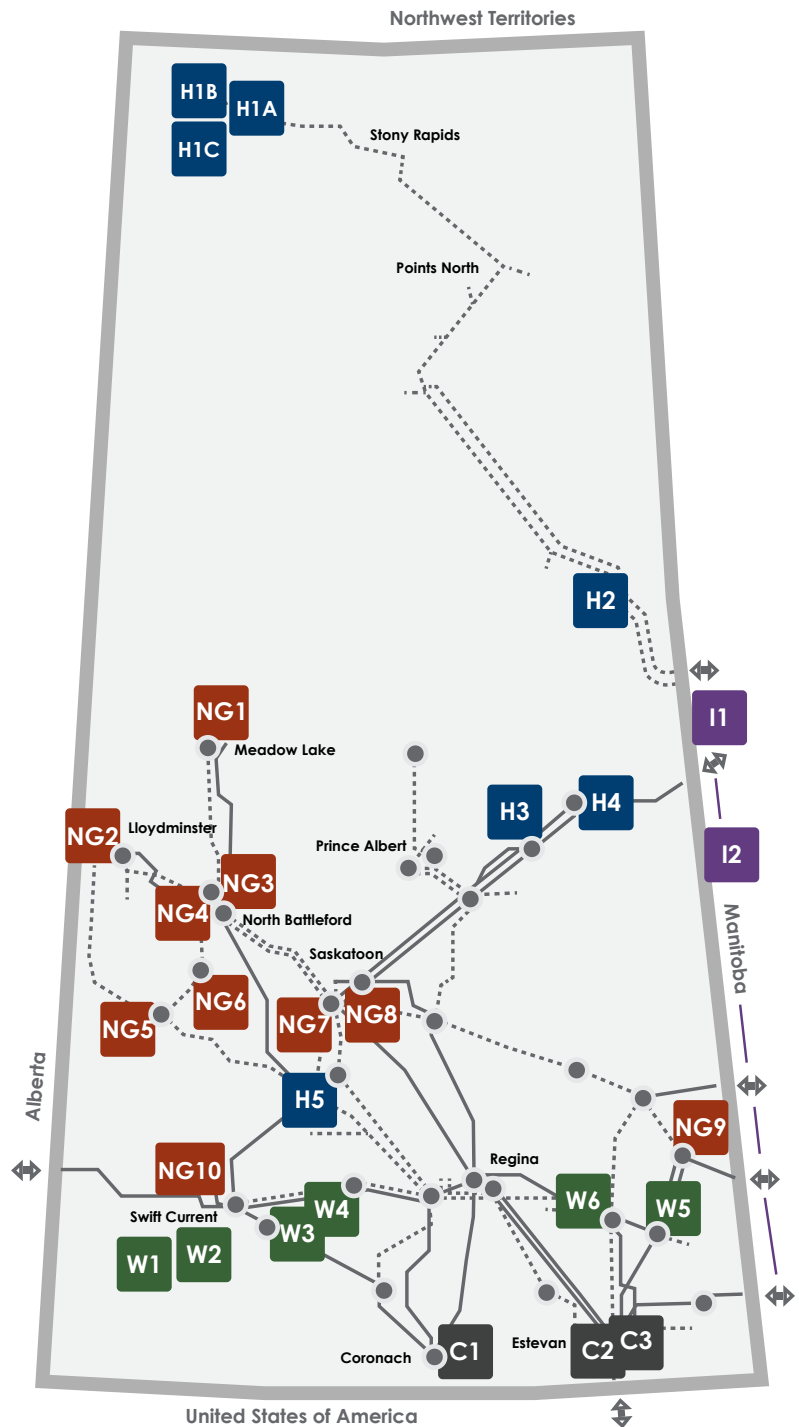 Northwest Territories
H1B
H1A
H1C
Stony Rapids
Points North
H2
I1
NG1
Meadow Lake
NG2
Lloydminster
H3
H4
Prince Albert
I2
NG3
NG4
North Battleford
Manitoba
Saskatoon
NG6
NG5
NG7
NG8
Alberta
H5
NG9
Regina
NG10
Swift Current
W4
W3
W6
W5
W1
W2
Coronach
C1
Estevan
C2
C3
United States of America